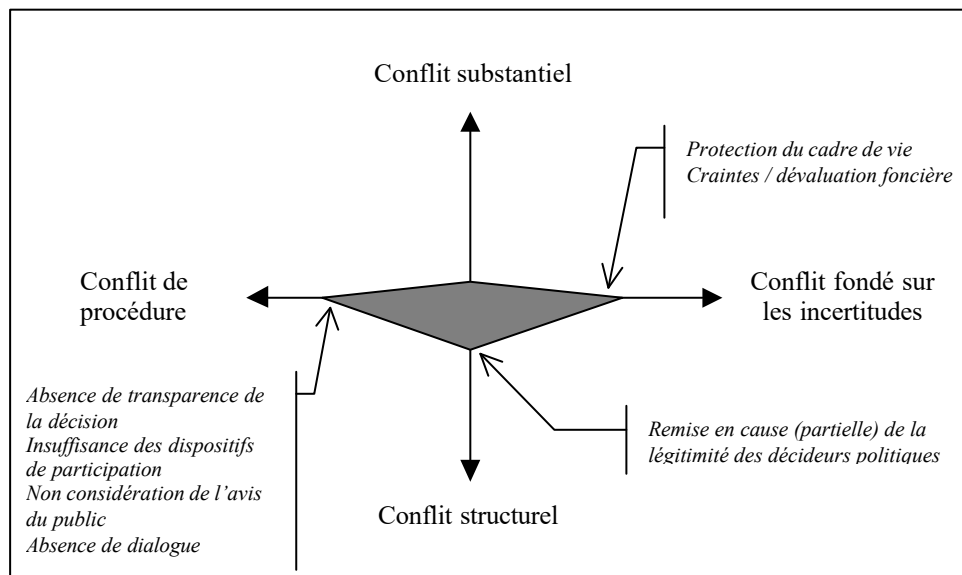 Conflit substantiel
Protection du cadre de vie
Craintes / dévaluation foncière
Conflit de
procédure
Conflit fondé sur
les incertitudes
Absence de transparence de
la décision
Insuffisance des dispositifs
de participation
Non considération de l'avis
du public
Absence de dialogue
Remise en cause (partielle) de la
légitimité des décideurs politiques
Conflit structurel